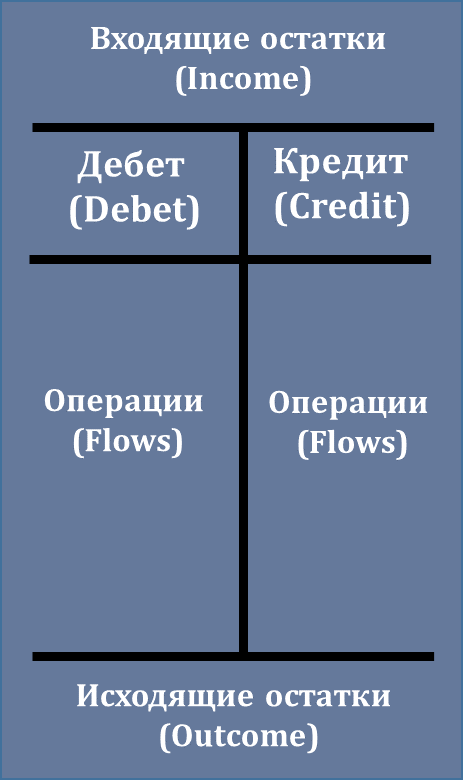 Входящие остатки
(Income)
Дебет
(Debet)
Кредит
(Credit)
Операции
(Flows)
Операции
(Flows)
Исходящие остатки
(Outcome)